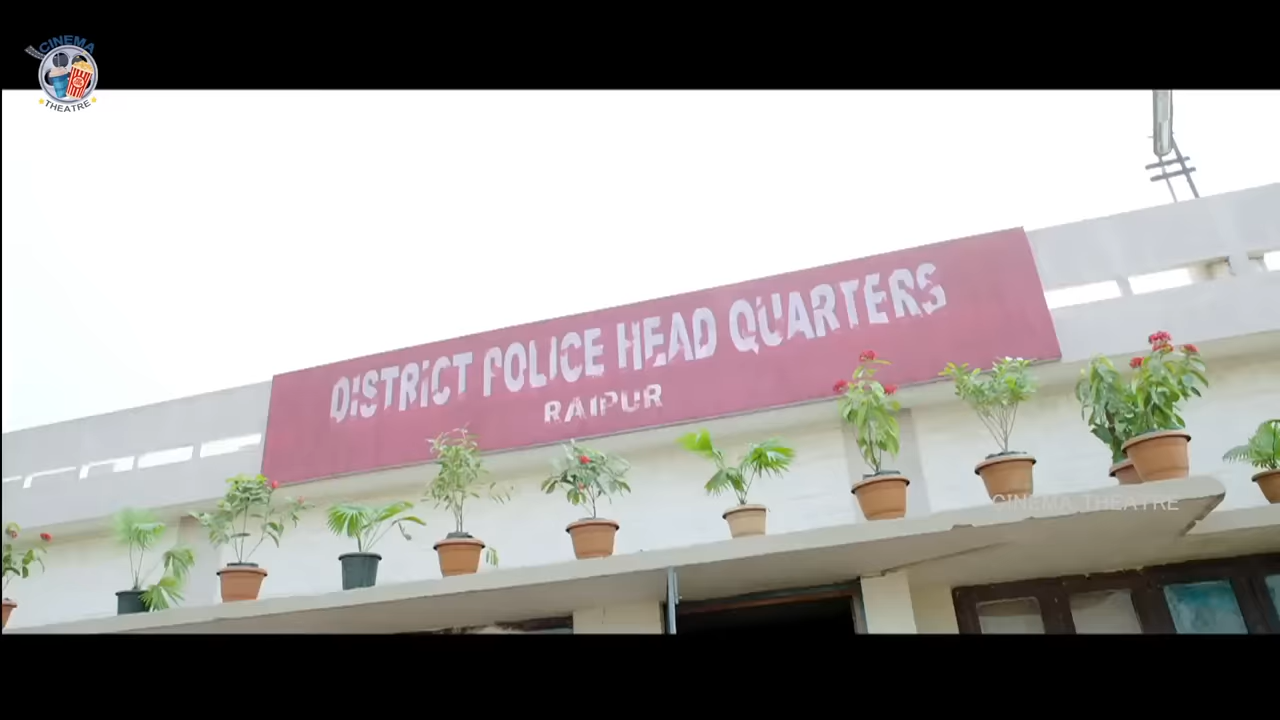 CINEMA
THEATRE
DISTRICT POLICE HEAD QUARTERS
RAIPUR
CINEMA THEATRE